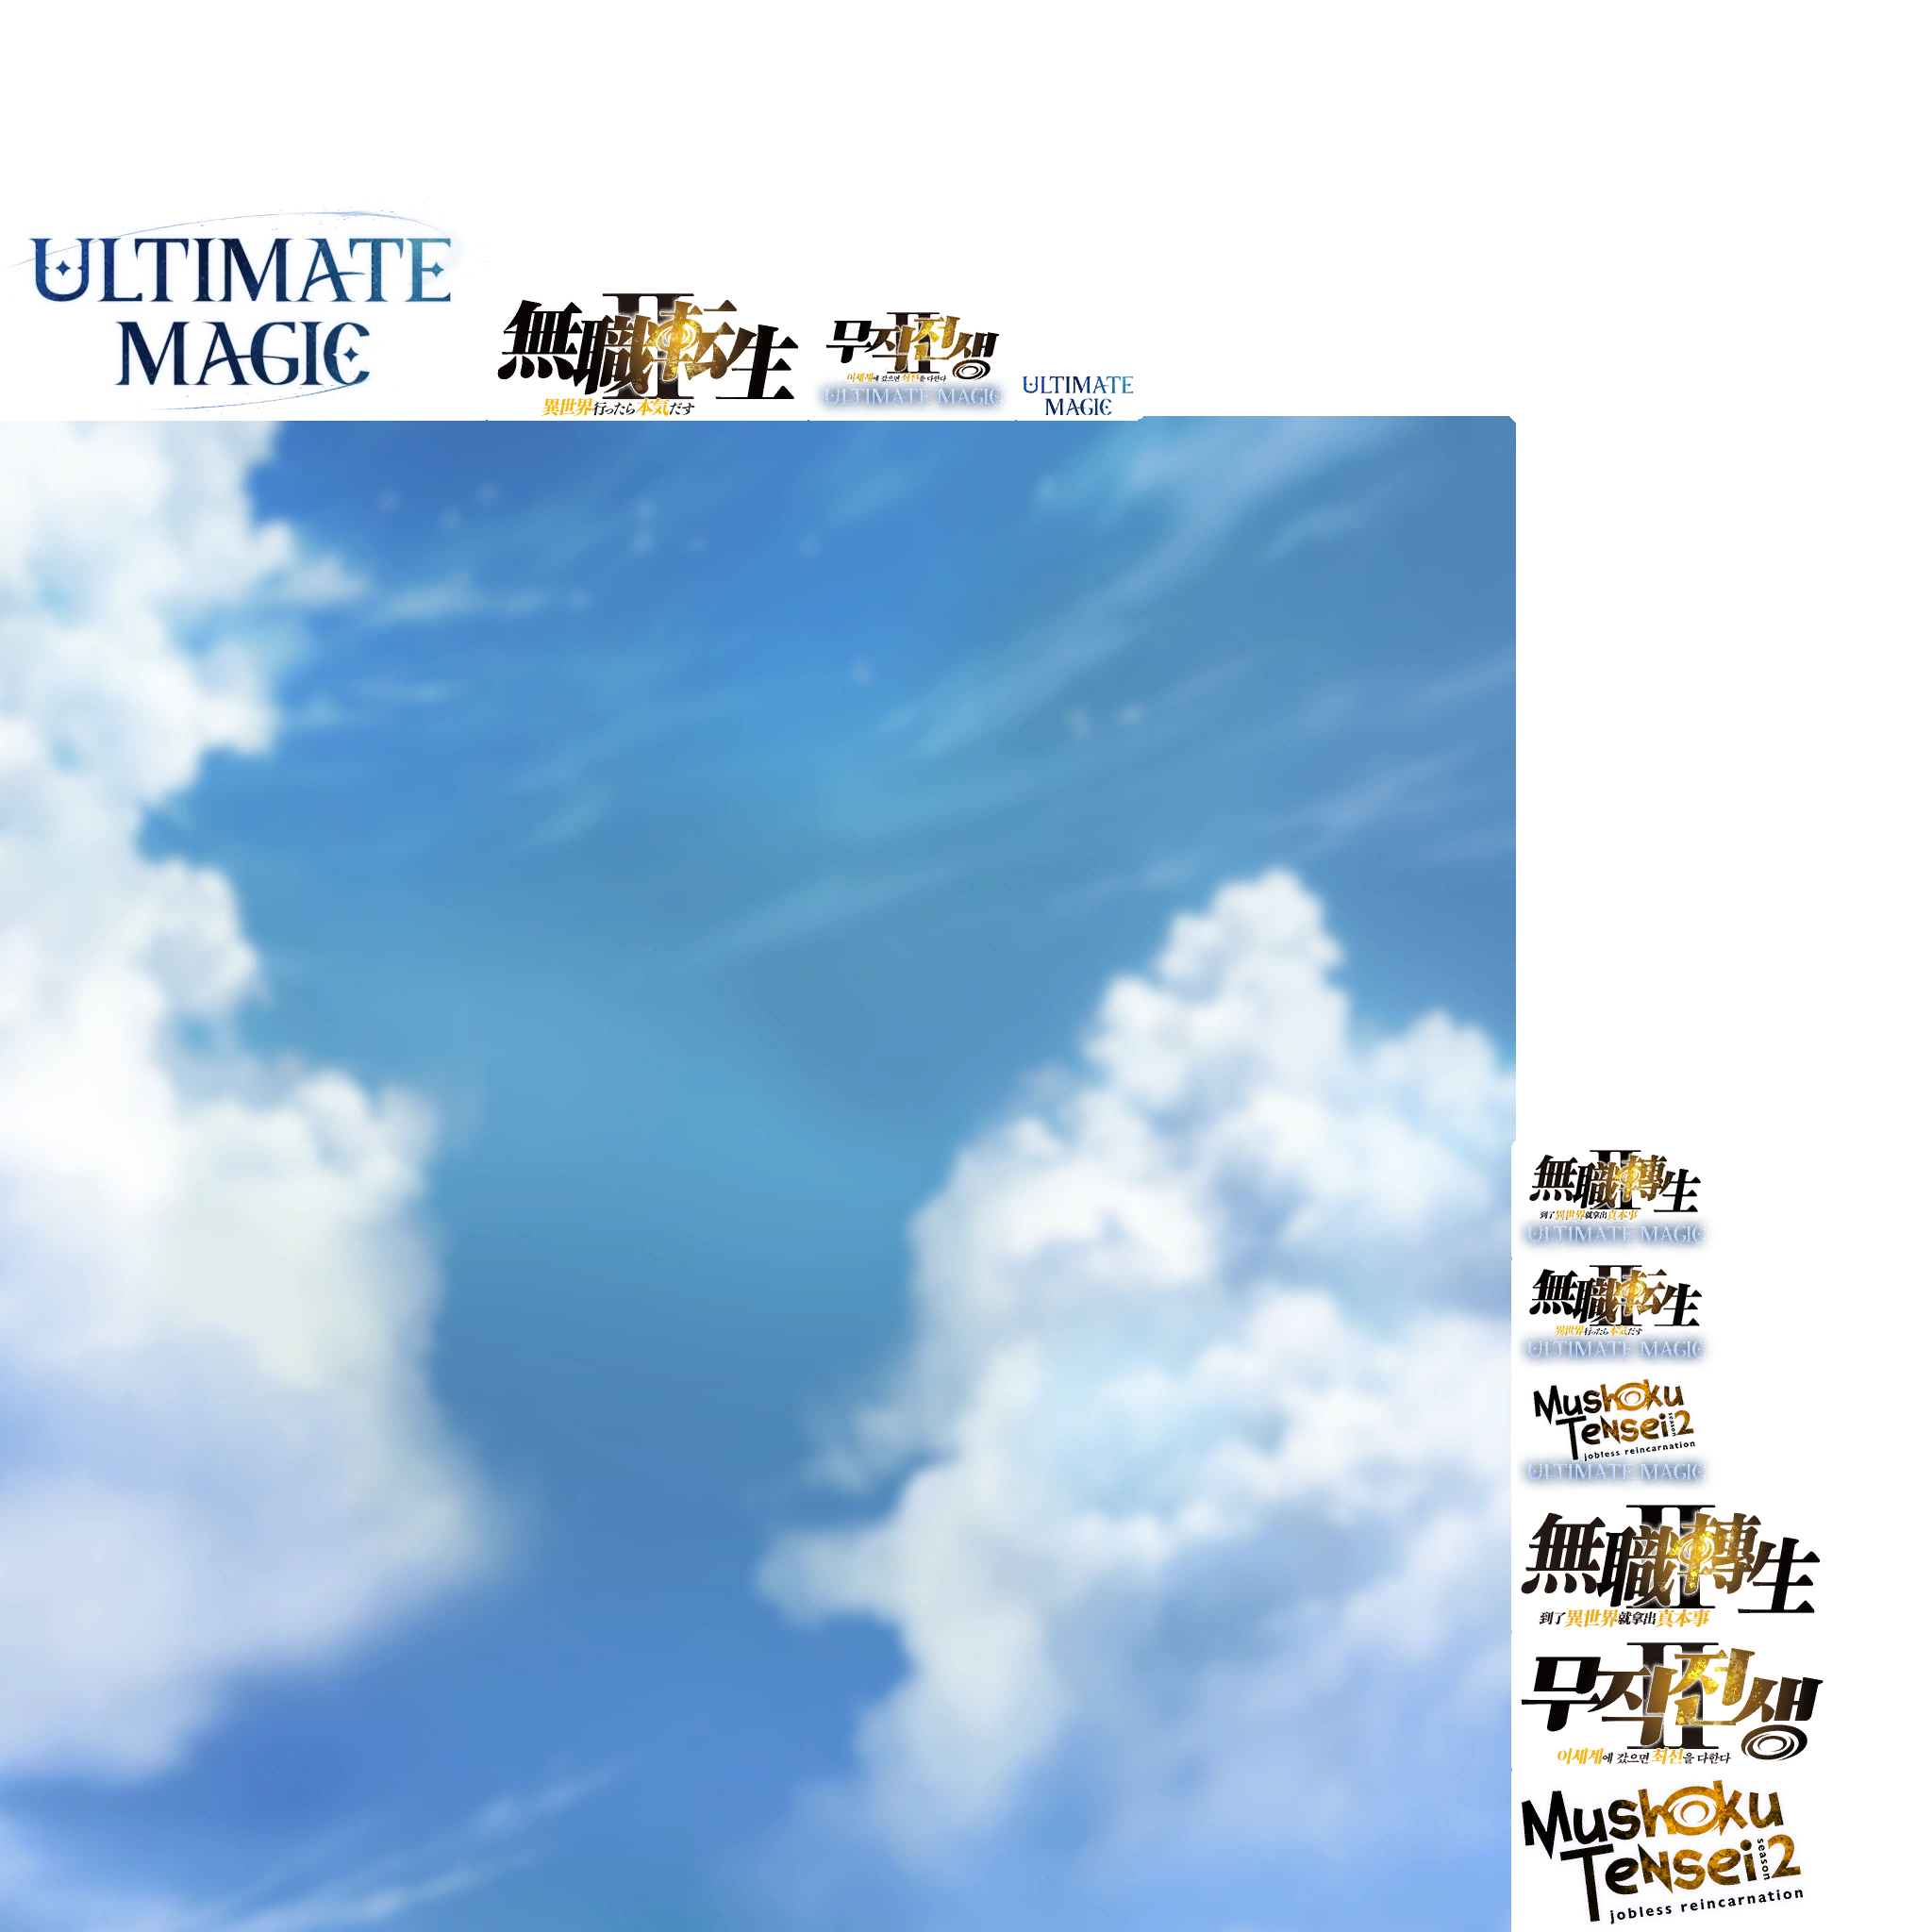 ULTIMATE
MAGIC
無職転生
II
異世界行ったら本気だす
무직전생
II
이세계에 갔으면 최선을 다한다
ULTIMATE MAGIC
ULTIMATE
MAGIC
無職轉生
II
到了異世界就拿出真本事
ULTIMATE MAGIC
無職転生
II
異世界行ったら本気だす
ULTIMATE MAGIC
Mushoku
Tensei season 2
jobless reincarnation
ULTIMATE MAGIC
無職轉生
II
到了異世界就拿出真本事
무직전생
II
이세계에 갔으면 최선을 다한다
Mushoku
Tensei season 2
jobless reincarnation